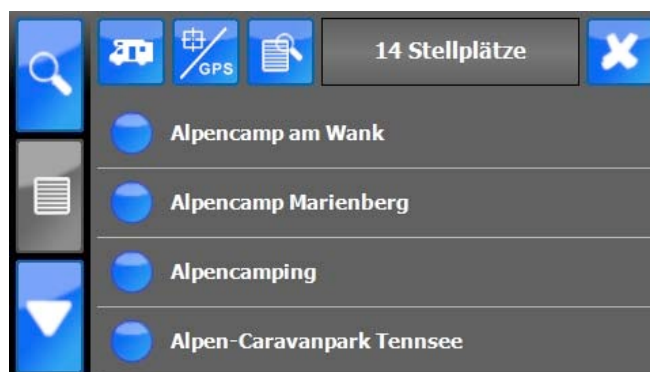 GPS
14 Stellplätze
Alpencamp am Wank
Alpencamp Marienberg
Alpencamping
Alpen-Caravanpark Tennsee